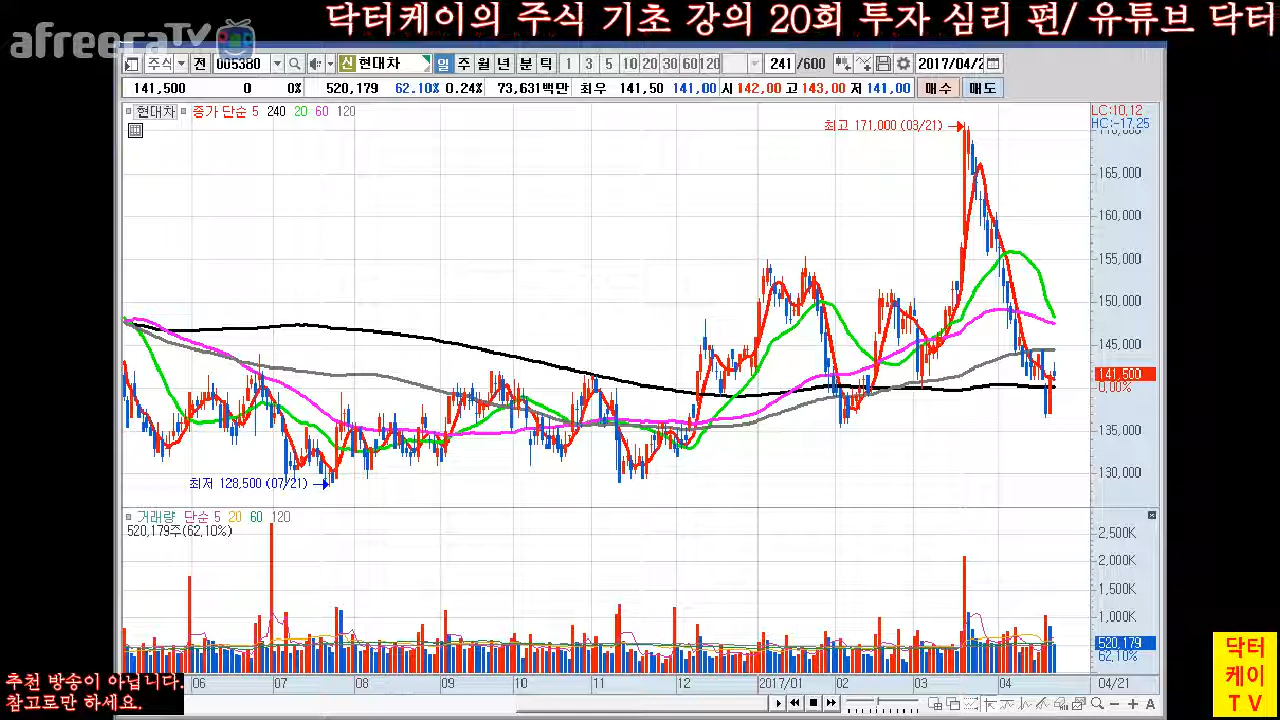 닥터케이의 주식 기초 강의 20회 투자 심리 편/ 유튜브 닥터
afreecaTV
주식 전 005380 신 현대차 일 주 월 년 분 틱 1 3 5 10 20 30 60 120 241 /600 2017/04/2
141,500 0 0% 520,179 62.10% 0.24% 73,631백만 최우 141,50 141,00 시 142,00 고 143,00 저 141,00 매수 매도
현대차 종가 단순 5 240 20 60 120
LC:10.12
HC:-17.25
최고 171,000 (03/21)
170,000
165,000
160,000
155,000
150,000
145,000
141,500
0.00%
135,000
130,000
최저 128,500 (07/21)
거래량 단순 5 20 60 120
520,179주(62.10%)
2,500K
2,000K
1,500K
1,000K
520,179
62.10%
06 07 08 09 10 11 12 2017/01 02 03 04 04/21
추천 방송이 아닙니다.
참고로만 하세요.
닥터
케이
T V